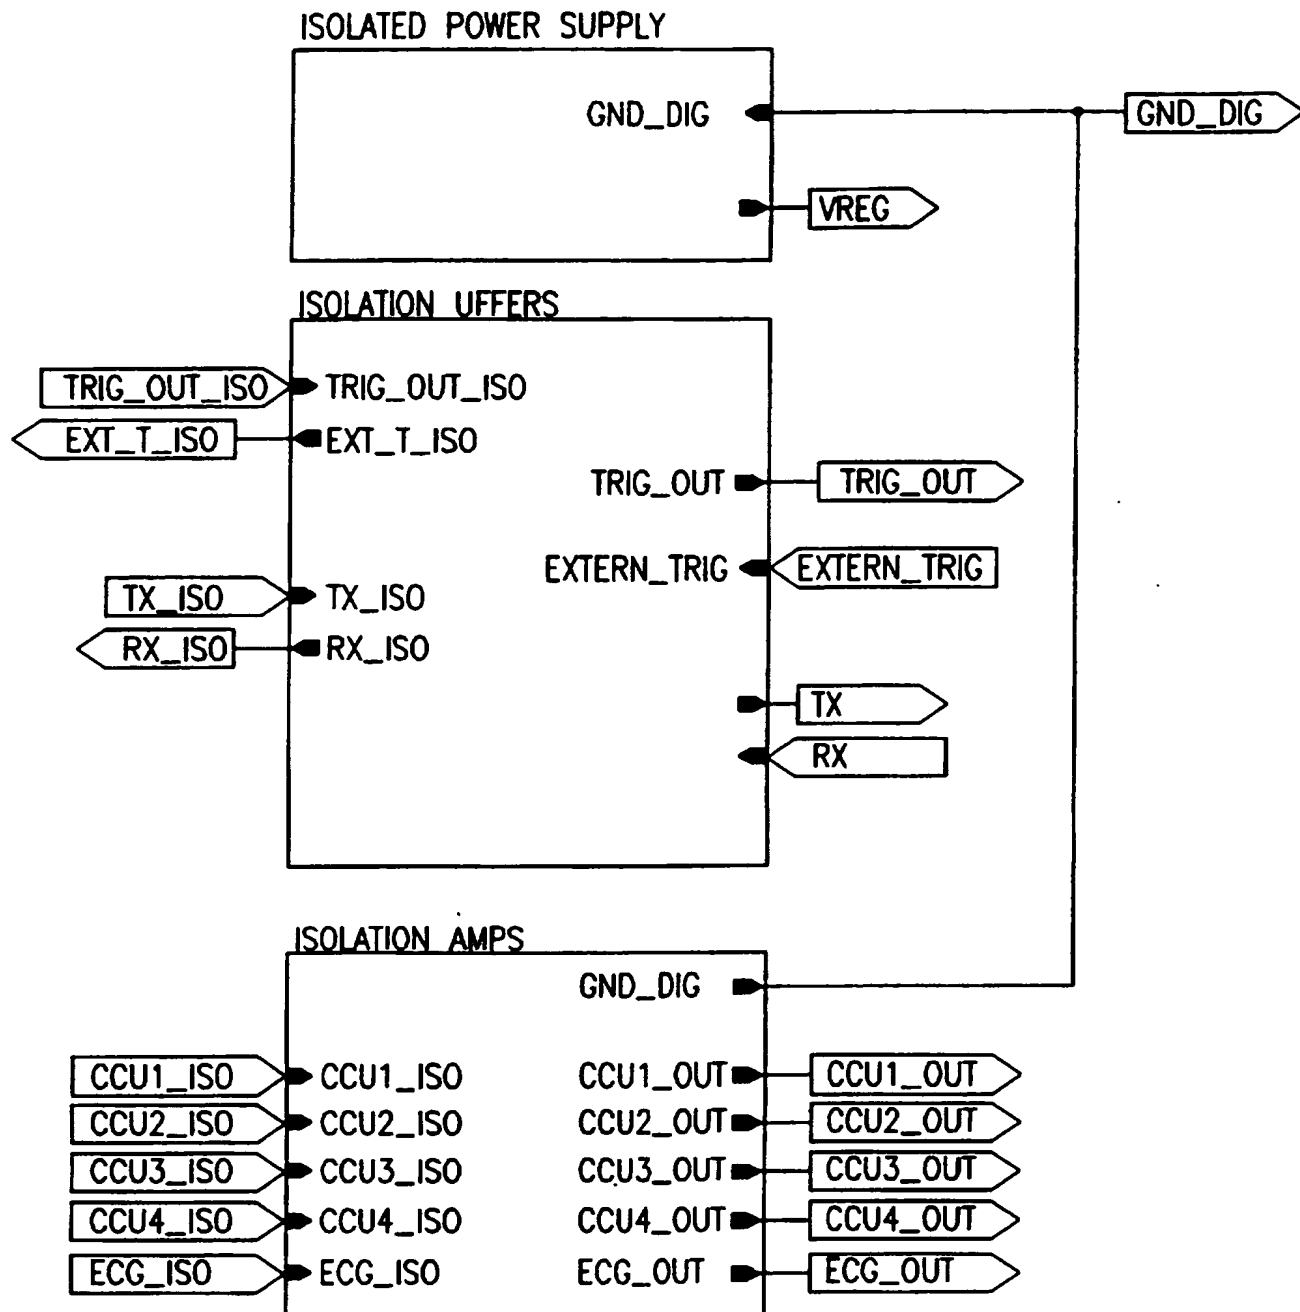 ISOLATED POWER SUPPLY
GND_DIG
GND_DIG
VREG
ISOLATION UFFERS
TRIG_OUT_ISO
TRIG_OUT_ISO
EXT_T_ISO
EXT_T_ISO
TRIG_OUT
TRIG_OUT
EXTERN_TRIG
EXTERN_TRIG
TX_ISO
TX_ISO
RX_ISO
RX_ISO
TX
RX
ISOLATION AMPS
GND_DIG
CCU1_ISO
CCU1_ISO
CCU1_OUT
CCU1_OUT
CCU2_ISO
CCU2_ISO
CCU2_OUT
CCU2_OUT
CCU3_ISO
CCU3_ISO
CCU3_OUT
CCU3_OUT
CCU4_ISO
CCU4_ISO
CCU4_OUT
CCU4_OUT
ECG_ISO
ECG_ISO
ECG_OUT
ECG_OUT